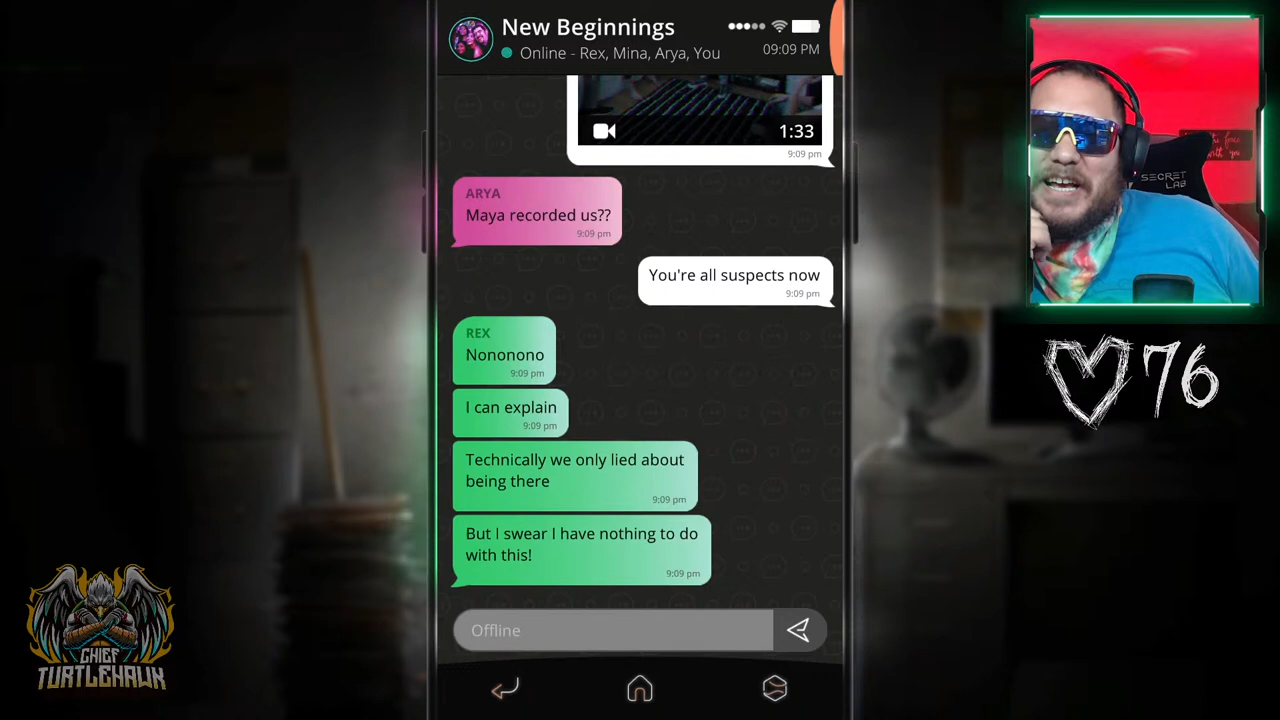 New Beginnings
Online - Rex, Mina, Arya, You
09:09 PM
1:33
9:09 pm
ARYA
Maya recorded us??
9:09 pm
You're all suspects now
9:09 pm
REX
Nonononono
9:09 pm
I can explain
9:09 pm
Technically we only lied about
being there
9:09 pm
But I swear I have nothing to do
with this!
9:09 pm
Offline
SECRET
LAB
76
CHIEF
TURTLEHAWK